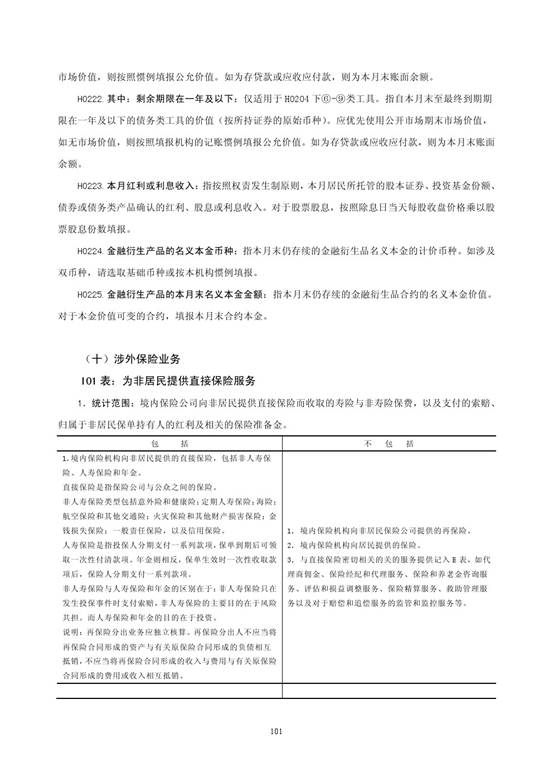 市场价值，则按照惯例填报公允价值。如为存贷款或应收应付款，则为本月末账面余额。
H0222. 其中：剩余期限在一年及以下：仅适用于 H0204 下⑥-⑨类工具。指自本月末至最终到期期
限在一年及以下的债务类工具的价值（按所持证券的原始币种）。应优先使用公开市场期末市场价值，
如无市场价值，则按照填报机构的记账惯例填报公允价值。如为存贷款或应收应付款，则为本月末账面
余额。
H0223. 本月红利或利息收入：指按照权责发生制原则，本月居民所托管的股本证券、投资基金份额、
债券或债务类产品确认的红利、股息或利息收入。对于股票股息，按照除息日当天每股收盘价格乘以股
票股息份数填报。
H0224. 金融衍生产品的名义本金币种：指本月末仍存续的金融衍生品名义本金的计价币种。如涉及
双币种，请选取基础币种或按本机构惯例填报。
H0225. 金融衍生产品的本月末名义本金金额：指本月末仍存续的金融衍生品合约的名义本金价值。
对于本金价值可变的合约，填报本月末合约本金。
（十）涉外保险业务
I01 表：为非居民提供直接保险服务
1．统计范围：境内保险公司向非居民提供直接保险而收取的寿险与非寿险保费，以及支付的索赔、
归属于非居民保单持有人的红利及相关的保险准备金。
包 括
1．境内保险机构向非居民提供的直接保险，包括非人寿保
险、人寿保险和年金。
直接保险是指保险公司与公众之间的保险。
非人寿保险类型包括意外险和健康险；定期人寿保险；海险；
航空保险和其他交通险；火灾保险和其他财产损害保险；金
钱损失保险；一般责任保险，以及信用保险。
人寿保险是指投保人分期支付一系列款项，保单到期后可领
取一次性付清款项。年金则相反，保单生效时一次性收取款
项后，保险人分期支付一系列款项。
非人寿保险与人寿保险和年金的区别在于：非人寿保险只在
发生投保事件时支付索赔，非人寿保险的主要目的在于风险
共担。而人寿保险和年金的目的在于投资。
说明：再保险分出业务应独立核算。再保险分出人不应当将
再保险合同形成的资产与有关原保险合同形成的负债相互
抵销，不应当将再保险合同形成的收入与费用与有关原保险
合同形成的费用或收入相互抵销。
不 包 括
1． 境内保险机构向非居民保险公司提供的再保险。
2． 境内保险机构向居民提供的保险。
3． 与直接保险密切相关的关的服务提供记入 B 表，如代
理商佣金、保险经纪和代理服务、保险和养老金咨询服
务、评估和损益调整服务、保险精算服务、救助管理服
务以及对于赔偿和追偿服务的监管和监控服务等。
101